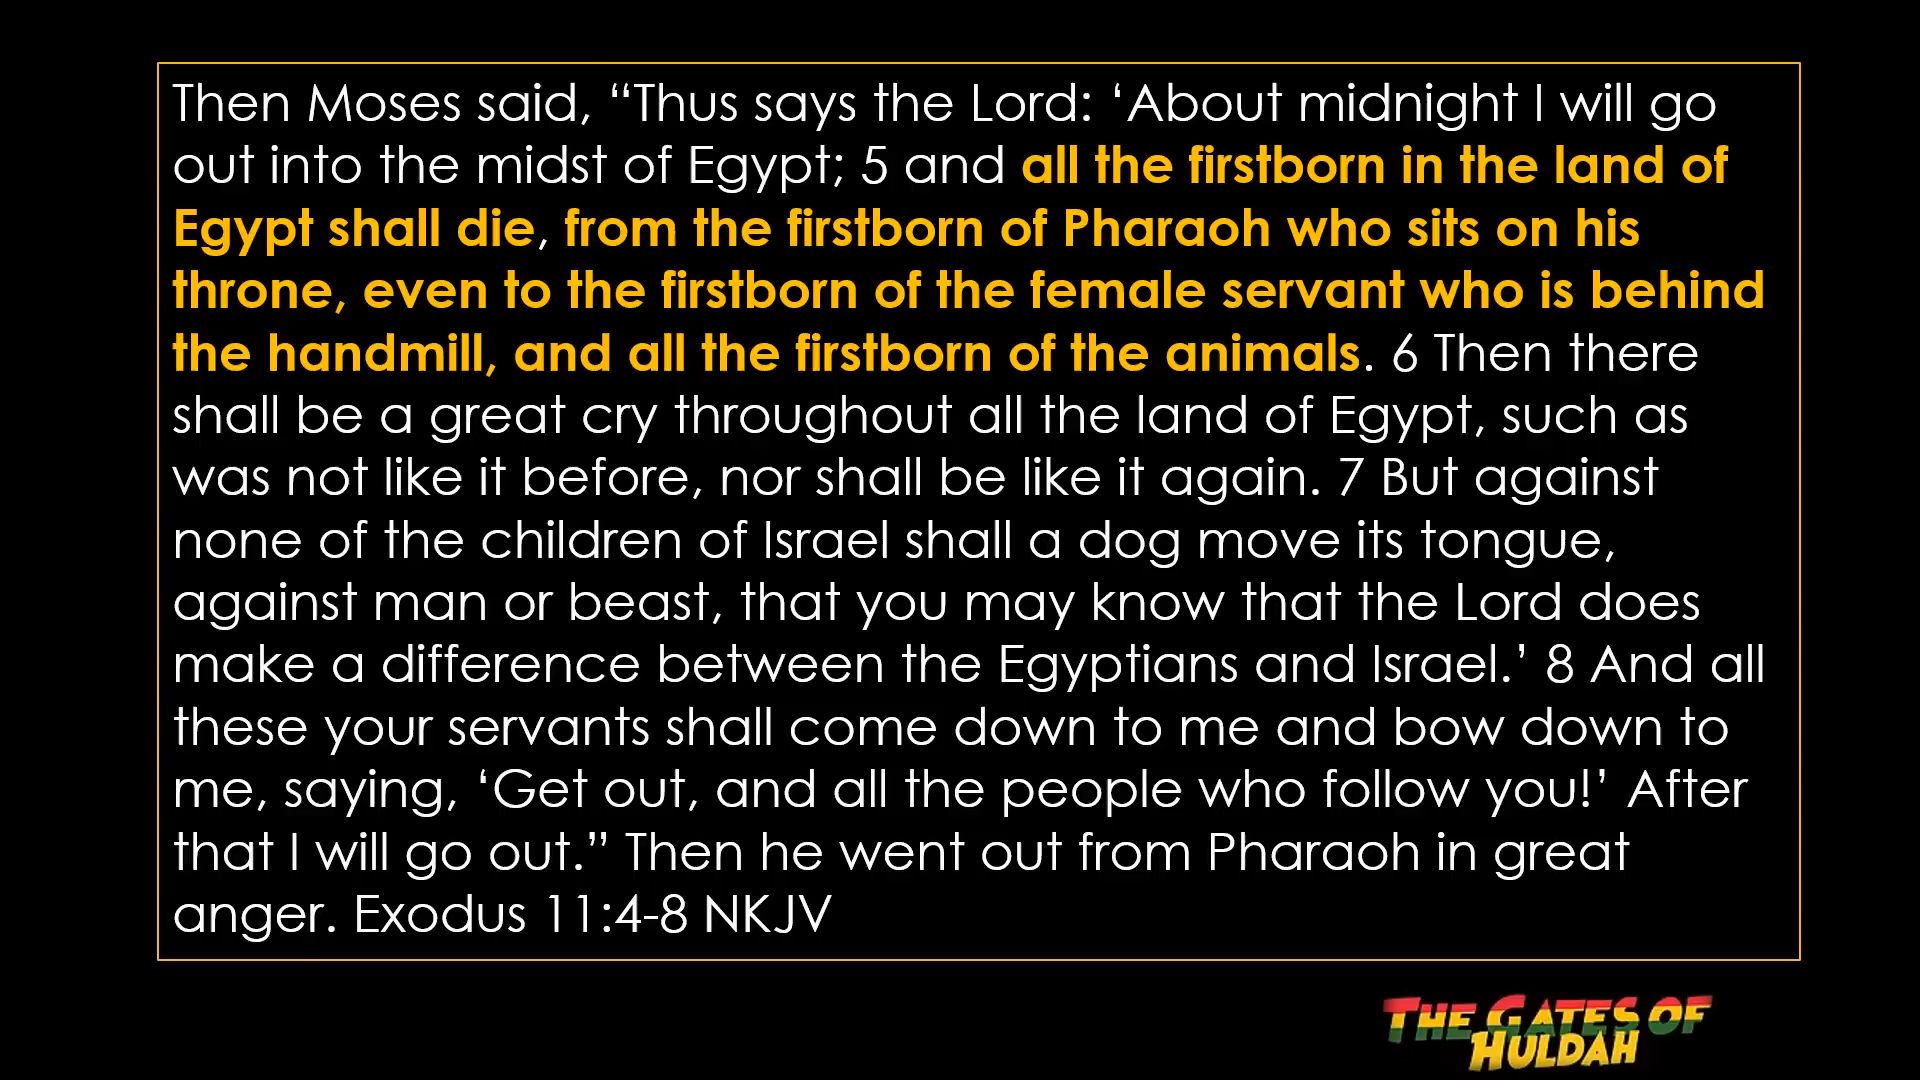 Then Moses said, “Thus says the Lord: ‘About midnight I will go
out into the midst of Egypt; 5 and all the firstborn in the land of
Egypt shall die, from the firstborn of Pharaoh who sits on his
throne, even to the firstborn of the female servant who is behind
the handmill, and all the firstborn of the animals. 6 Then there
shall be a great cry throughout all the land of Egypt, such as
was not like it before, nor shall be like it again. 7 But against
none of the children of Israel shall a dog move its tongue,
against man or beast, that you may know that the Lord does
make a difference between the Egyptians and Israel.’ 8 And all
these your servants shall come down to me and bow down to
me, saying, ‘Get out, and all the people who follow you!’ After
that I will go out.” Then he went out from Pharaoh in great
anger. Exodus 11:4-8 NKJV
THE GATES OF
HULDAH